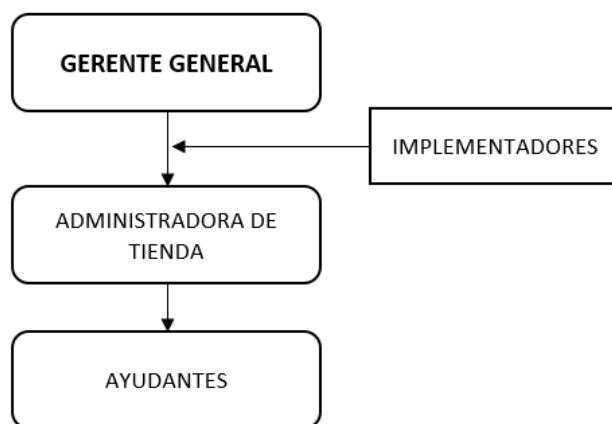 GERENTE GENERAL
IMPLEMENTADORES
ADMINISTRADORA DE
TIENDA
AYUDANTES